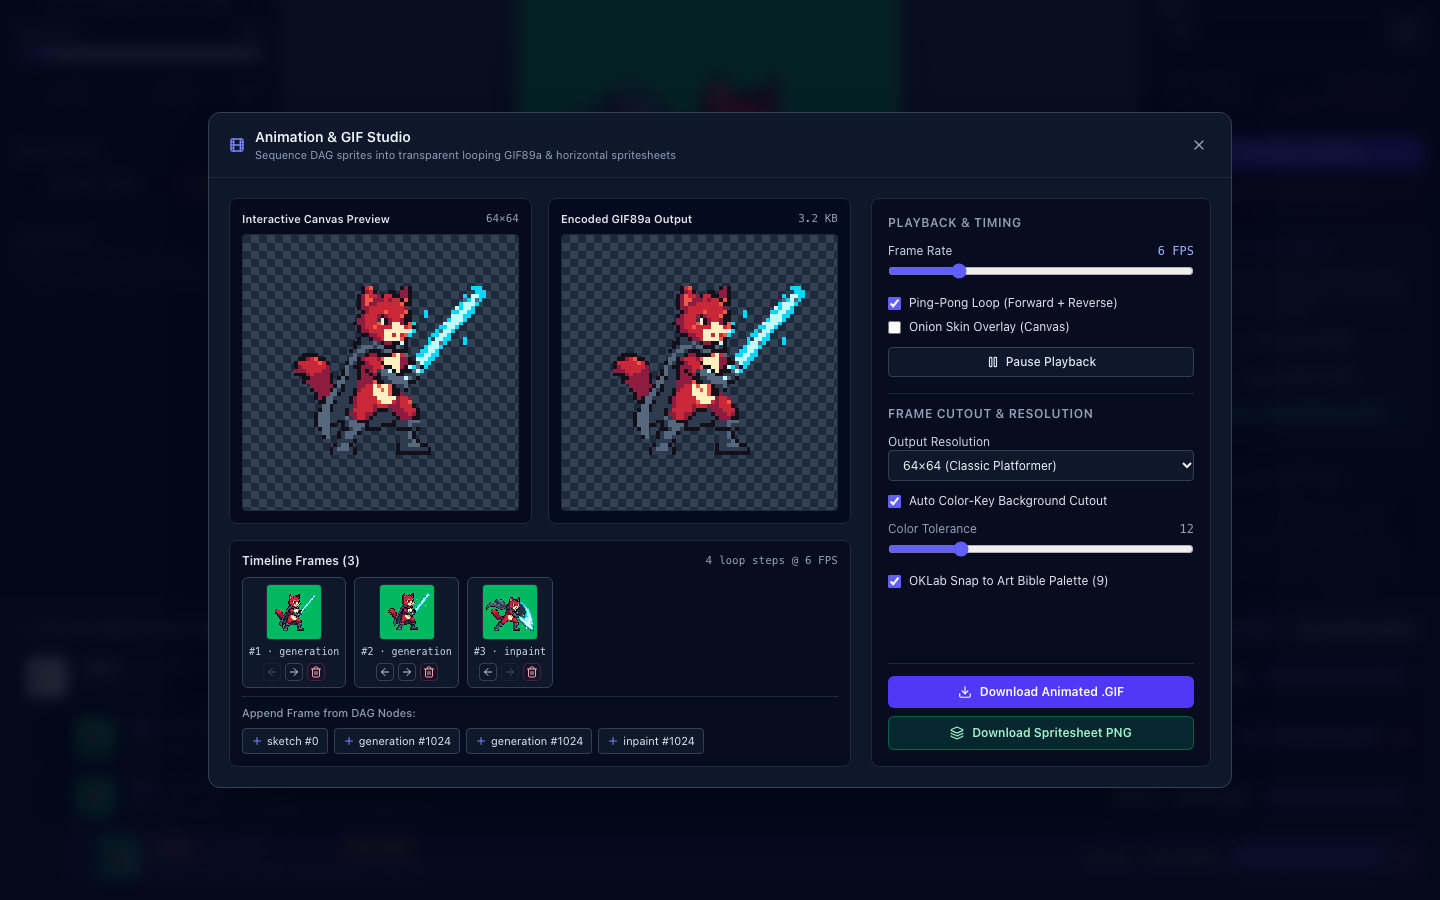 Animation & GIF Studio
Sequence DAG sprites into transparent looping GIF89a & horizontal spritesheets
Interactive Canvas Preview
64×64
Encoded GIF89a Output
3.2 KB
Timeline Frames (3)
4 loop steps @ 6 FPS
#1 · generation
#2 · generation
#3 · inpaint
Append Frame from DAG Nodes:
+ sketch #0
+ generation #1024
+ generation #1024
+ inpaint #1024
PLAYBACK & TIMING
Frame Rate
6 FPS
Ping-Pong Loop (Forward + Reverse)
Onion Skin Overlay (Canvas)
Pause Playback
FRAME CUTOUT & RESOLUTION
Output Resolution
64×64 (Classic Platformer)
Auto Color-Key Background Cutout
Color Tolerance
12
OKLab Snap to Art Bible Palette (9)
Download Animated .GIF
Download Spritesheet PNG